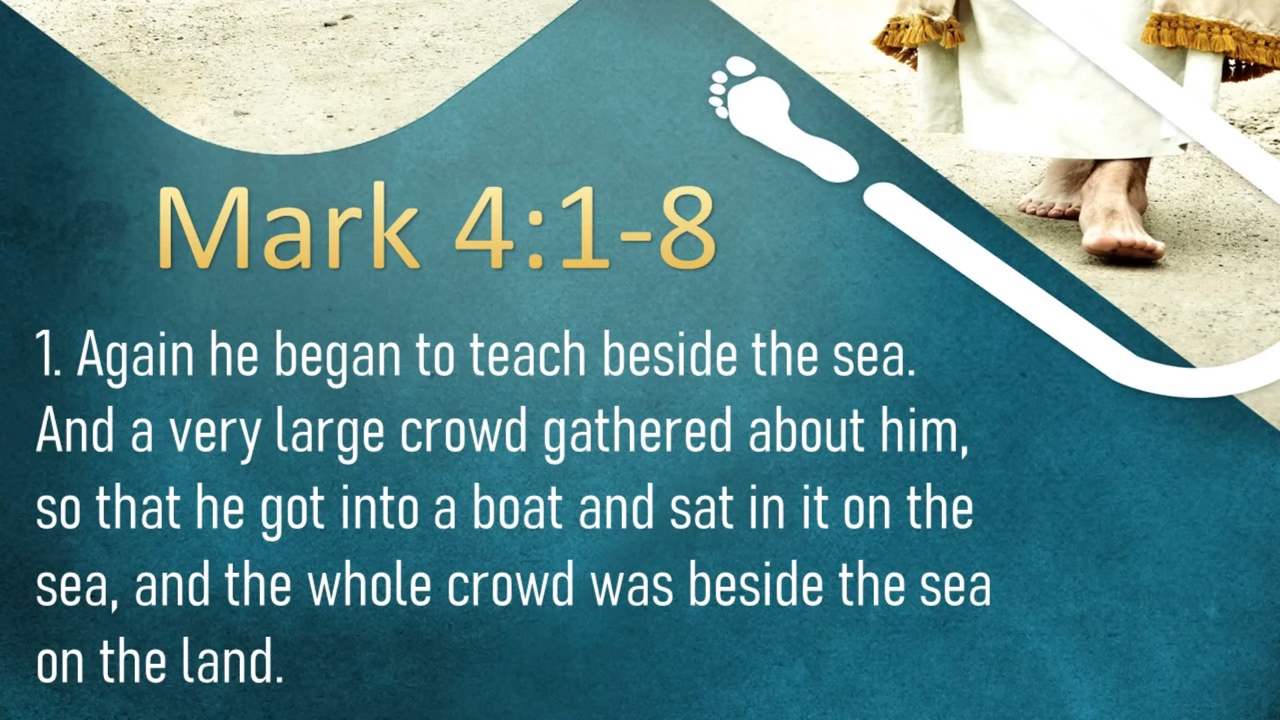 Mark 4:1-8
1. Again he began to teach beside the sea.
And a very large crowd gathered about him,
so that he got into a boat and sat in it on the
sea, and the whole crowd was beside the sea
on the land.